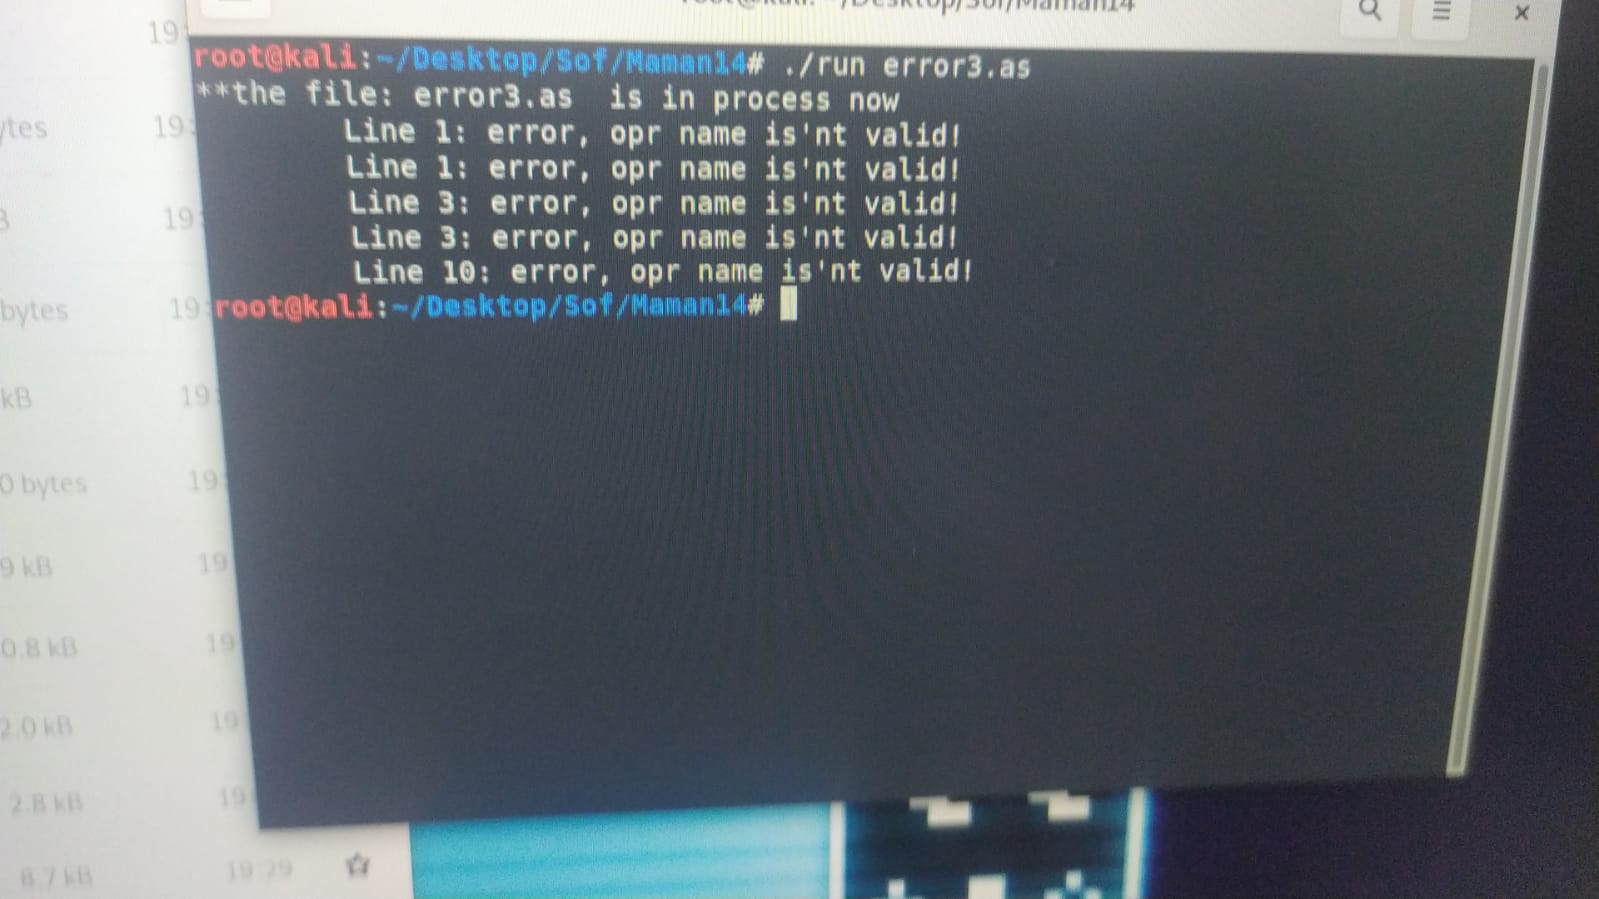 root@kali: ~/Desktop/Sof/Maman14
root@kali:~/Desktop/Sof/Maman14# ./run error3.as
**the file: error3.as  is in process now
Line 1: error, opr name is'nt valid!
Line 1: error, opr name is'nt valid!
Line 3: error, opr name is'nt valid!
Line 3: error, opr name is'nt valid!
Line 10: error, opr name is'nt valid!
root@kali:~/Desktop/Sof/Maman14#
19
ytes 19:
19:
bytes 19:
kB 19
0 bytes 19:
9 kB 19
0.8 kB 19
2.0 kB 19
2.8 kB 19
8.7 kB 19:29